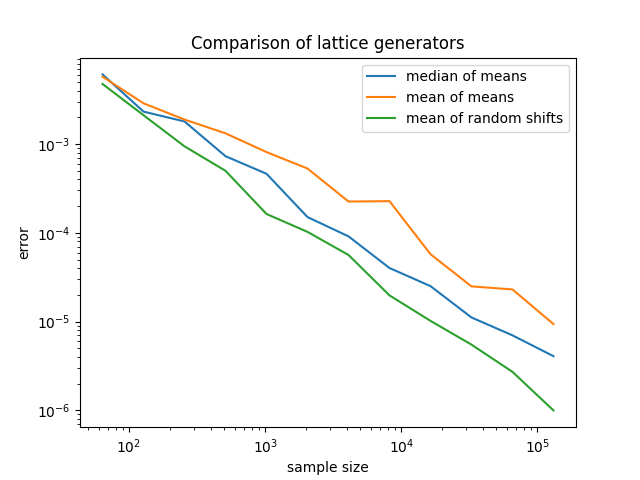 Comparison of lattice generators
median of means
mean of means
mean of random shifts
error
10⁻³
10⁻⁴
10⁻⁵
10⁻⁶
10² 10³ 10⁴ 10⁵
sample size